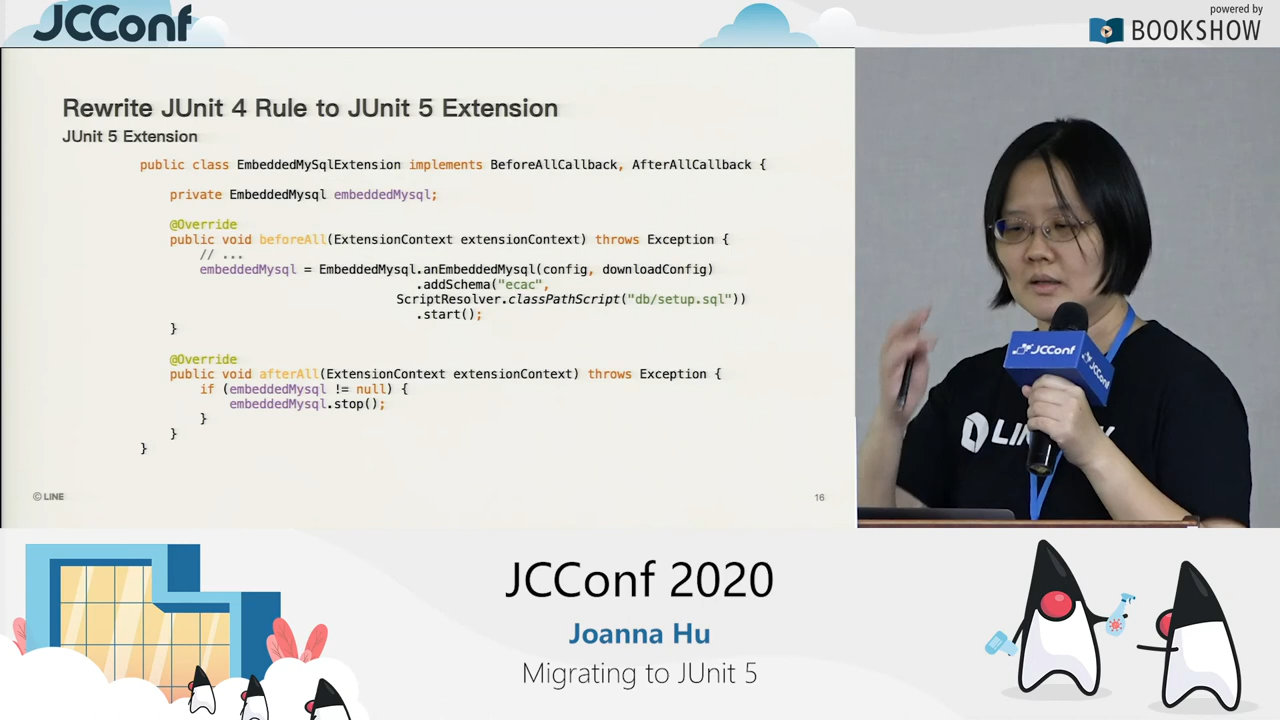 JCConf
powered by
BOOKSHOW
Rewrite JUnit 4 Rule to JUnit 5 Extension
JUnit 5 Extension
public class EmbeddedMySqlExtension implements BeforeAllCallback, AfterAllCallback {
private EmbeddedMysql embeddedMysql;
@Override
public void beforeAll(ExtensionContext extensionContext) throws Exception {
// ...
embeddedMysql = EmbeddedMysql.anEmbeddedMysql(config, downloadConfig)
.addSchema("ecac",
ScriptResolver.classPathScript("db/setup.sql"))
.start();
}
@Override
public void afterAll(ExtensionContext extensionContext) throws Exception {
if (embeddedMysql != null) {
embeddedMysql.stop();
}
}
}
© LINE
16
JCConf
JCConf
JCConf 2020
Joanna Hu
Migrating to JUnit 5